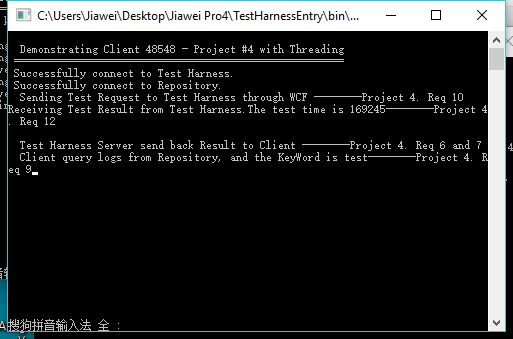 C:\Users\Jiawei\Desktop\Jiawei Pro4\TestHarnessEntry\bin\...
Demonstrating Client 48548 - Project #4 with Threading
Successfully connect to Test Harness.
Successfully connect to Repository.
Sending Test Request to Test Harness through WCF ———Project 4. Req 10
Receiving Test Result from Test Harness.The test time is 169245———Project 4
. Req 12
Test Harness Server send back Result to Client ———Project 4. Req 6 and 7
Client query logs from Repository, and the KeyWord is test———Project 4. R
eq 9
搜狗拼音输入法 全 :